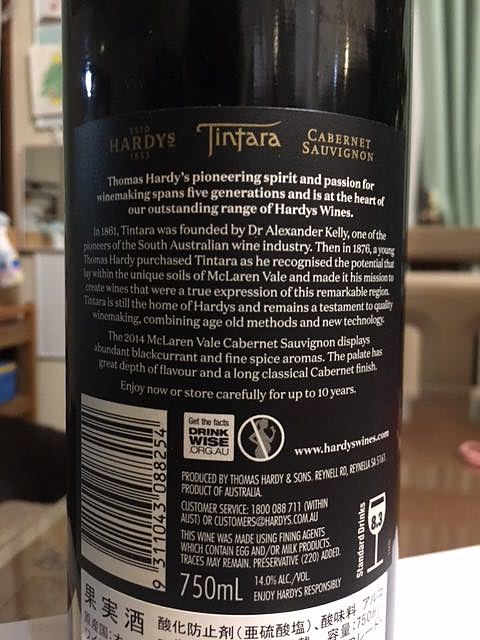 ESTD
HARDYS
1853
Tintara
CABERNET
SAUVIGNON
Thomas Hardy's pioneering spirit and passion for
winemaking spans five generations and is at the heart of
our outstanding range of Hardys Wines.
In 1861, Tintara was founded by Dr Alexander Kelly, one of the
pioneers of the South Australian wine industry. Then in 1876, a young
Thomas Hardy purchased Tintara as he recognised the potential that
lay within the unique soils of McLaren Vale and made it his mission to
create wines that were a true expression of this remarkable region.
Tintara is still the home of Hardys and remains a testament to quality
winemaking, combining age old methods and new technology.
The 2014 McLaren Vale Cabernet Sauvignon displays
abundant blackcurrant and fine spice aromas. The palate has
great depth of flavour and a long classical Cabernet finish.
Enjoy now or store carefully for up to 10 years.
Get the facts
DRINK
WISE
.ORG.AU
www.hardyswines.com
PRODUCED BY THOMAS HARDY & SONS. REYNELL RD, REYNELLA SA 5161.
PRODUCT OF AUSTRALIA.
CUSTOMER SERVICE: 1800 088 711 (WITHIN
AUST) OR CUSTOMERS@HARDYS.COM.AU
THIS WINE WAS MADE USING FINING AGENTS
WHICH CONTAIN EGG AND/OR MILK PRODUCTS.
TRACES MAY REMAIN. PRESERVATIVE (220) ADDED.
750mL
14.0% ALC./VOL.
ENJOY HARDYS RESPONSIBLY
Standard Drinks
8.3
9 311043 088254
果実酒
酸化防止剤(亜硫酸塩)、酸味料
容量:750